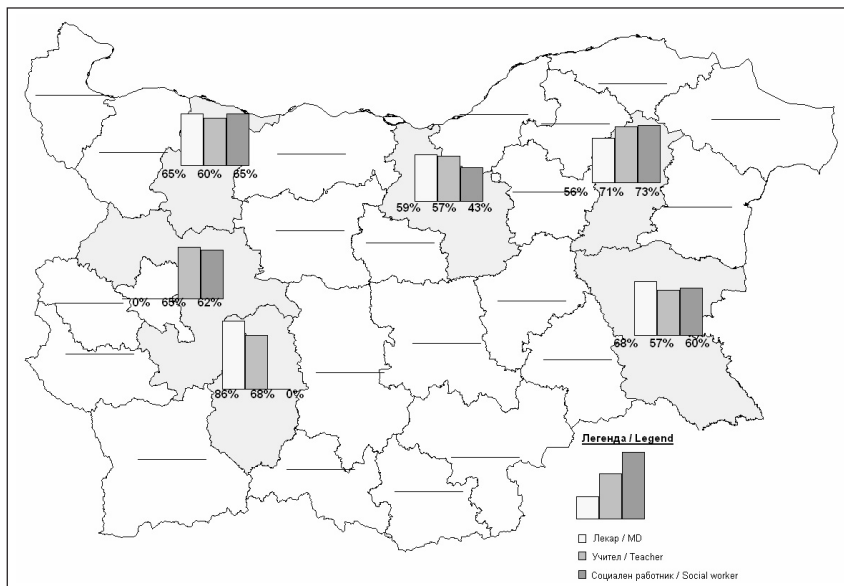 65% 60% 65%
59% 57% 43%
56% 71% 73%
0% 65% 62%
68% 57% 60%
86% 68% 0%
Легенда / Legend
Лекар / MD
Учител / Teacher
Социален работник / Social worker